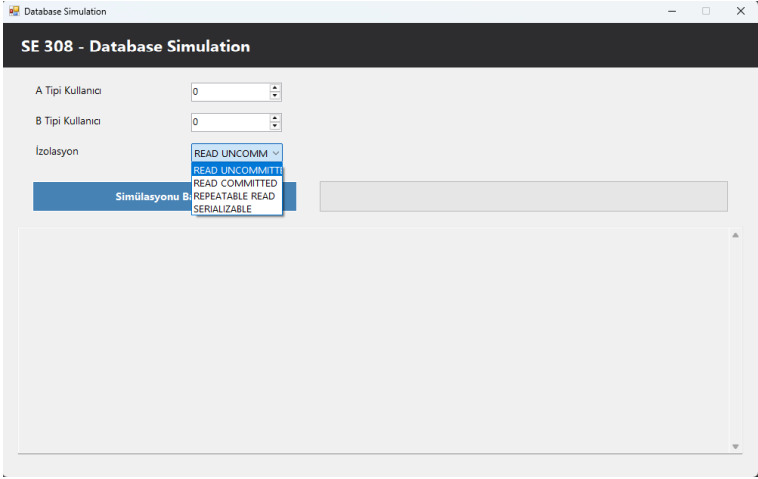 Database Simulation
SE 308 - Database Simulation
A Tipi Kullanıcı
0
B Tipi Kullanıcı
0
İzolasyon
READ UNCOMM
READ UNCOMMITT
READ COMMITTED
Simülasyonu B
REPEATABLE READ
SERIALIZABLE